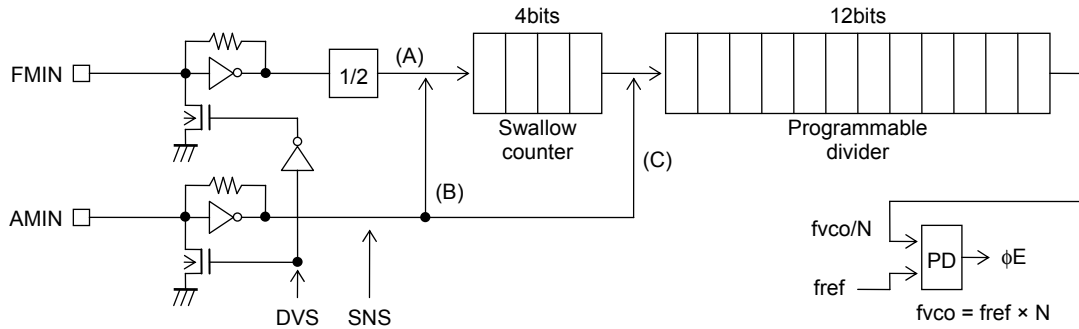 4bits
12bits
(A)
FMIN
1/2
Swallow
counter
Programmable
divider
(C)
(B)
AMIN
fvco/N
PD
ϕE
fref
DVS
SNS
fvco = fref × N